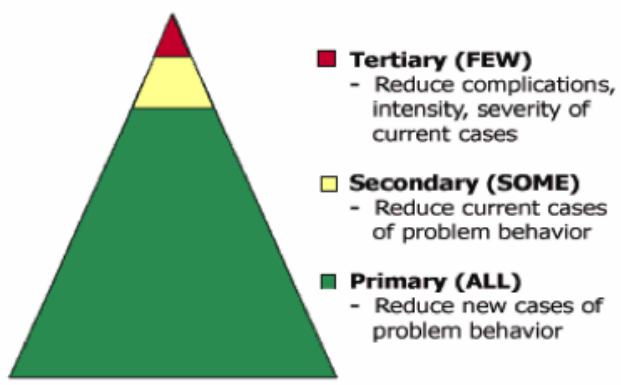 Tertiary (FEW)
- Reduce complications,
intensity, severity of
current cases
Secondary (SOME)
- Reduce current cases
of problem behavior
Primary (ALL)
- Reduce new cases of
problem behavior